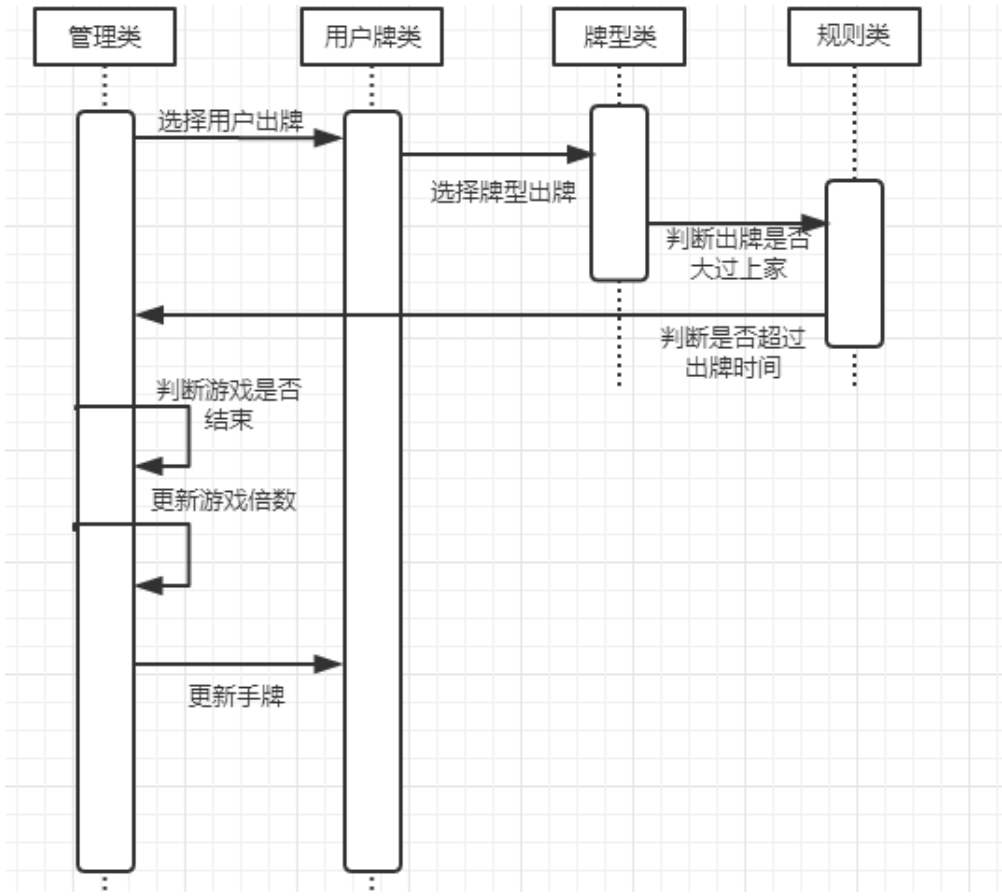 管理类
用户牌类
牌型类
规则类
选择用户出牌
选择牌型出牌
判断出牌是否
大过上家
判断是否超过
出牌时间
判断游戏是否
结束
更新游戏倍数
更新手牌